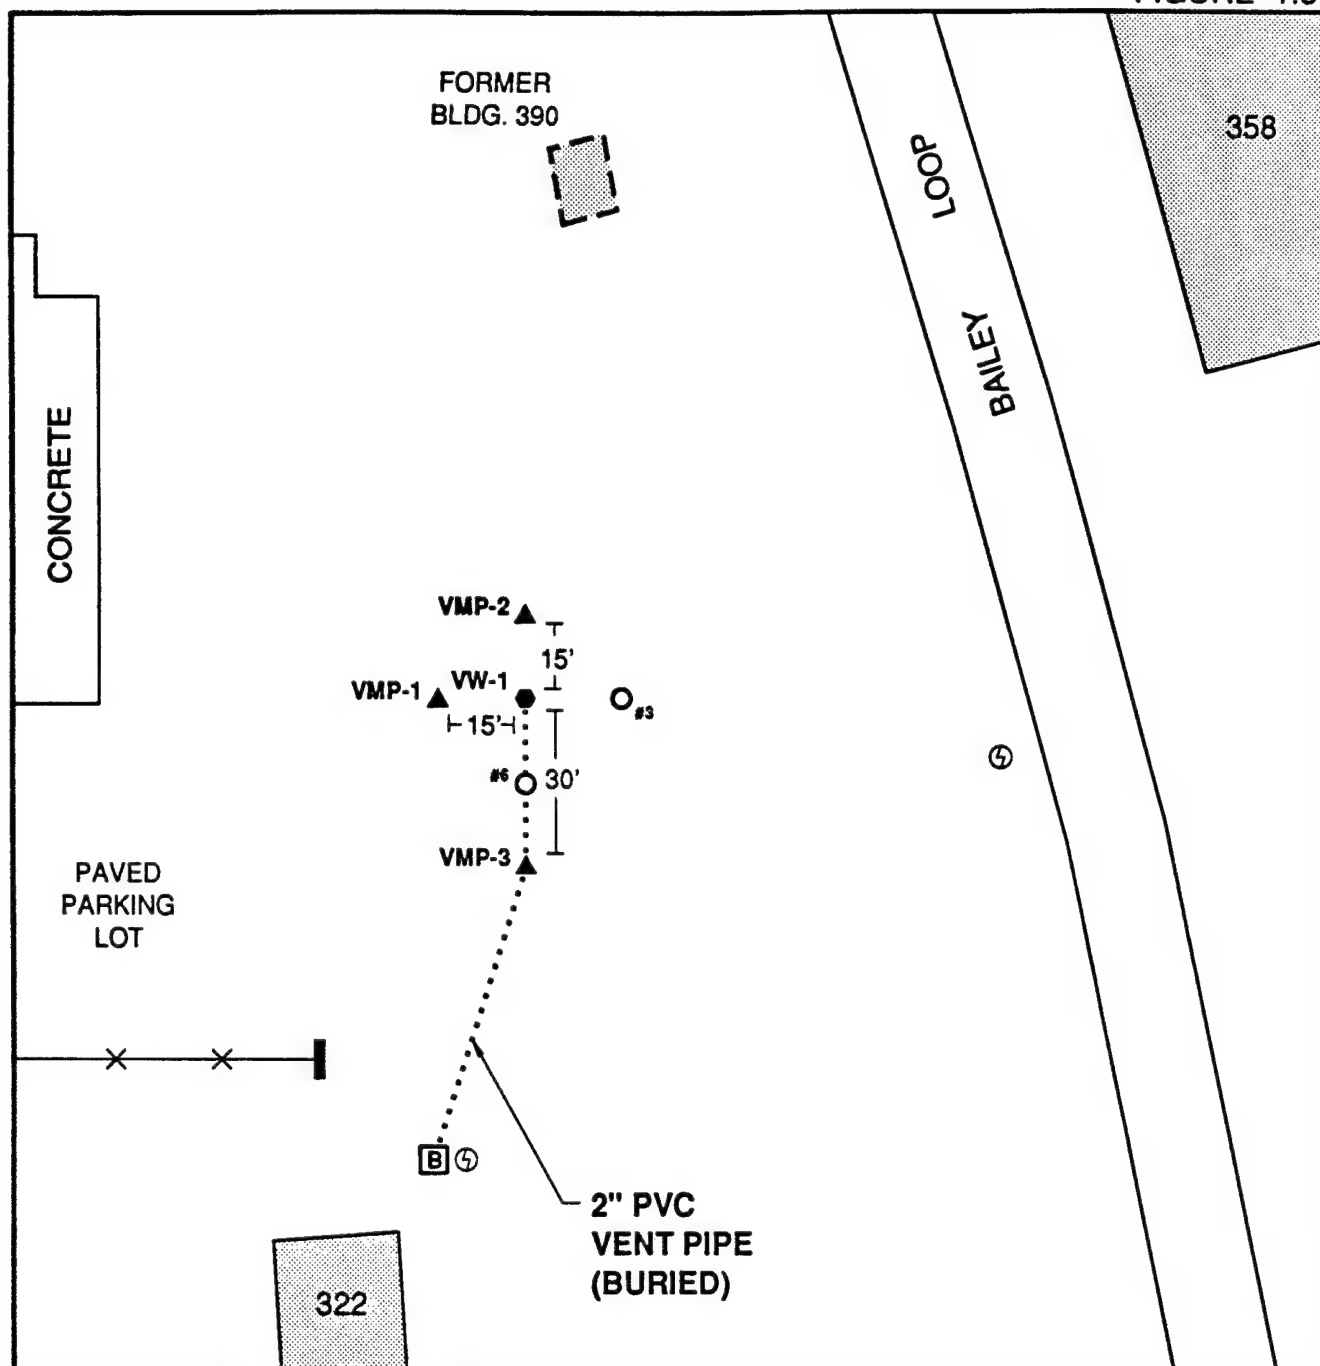 FORMER
BLDG. 390
358
LOOP
BAILEY
CONCRETE
VMP-2
15'
VMP-1
VW-1
#3
15'
#6
30'
VMP-3
PAVED
PARKING
LOT
B
2" PVC
VENT PIPE
(BURIED)
322